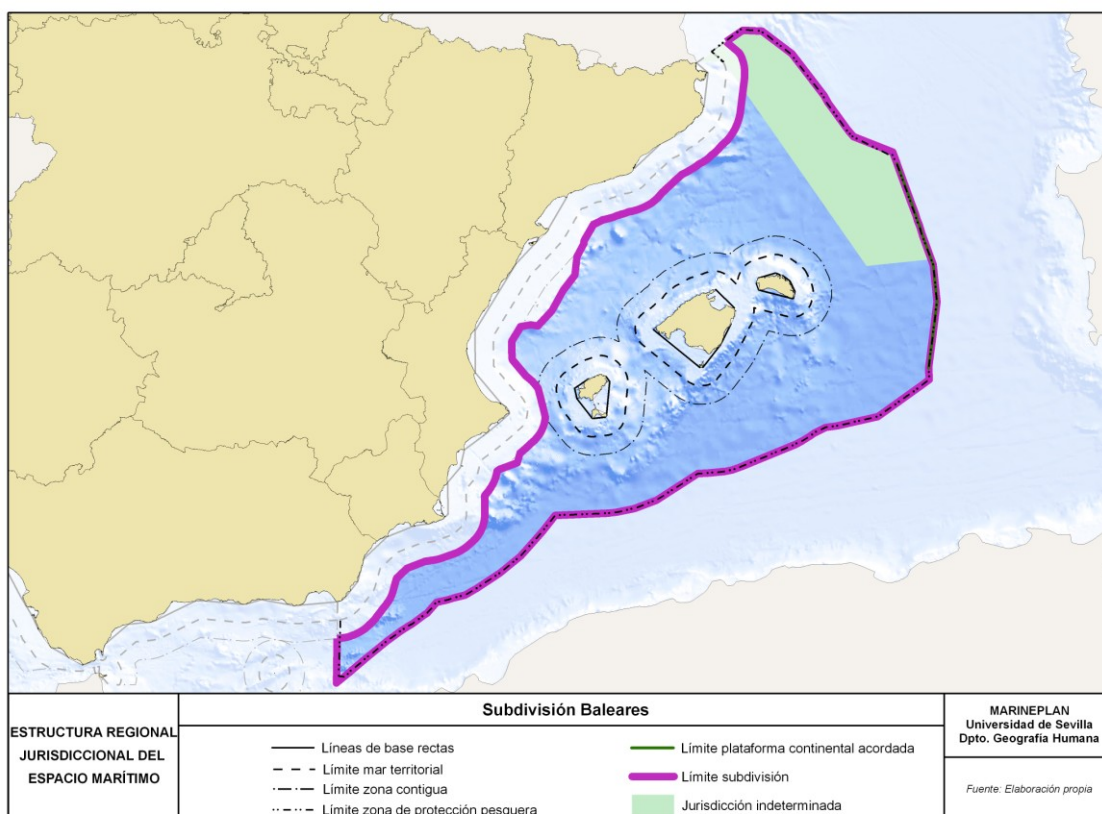 ESTRUCTURA REGIONAL
JURISDICCIONAL DEL
ESPACIO MARÍTIMO
Subdivisión Baleares
Líneas de base rectas
Límite mar territorial
Límite zona contigua
Límite zona de protección pesquera
Límite plataforma continental acordada
Límite subdivisión
Jurisdicción indeterminada
MARINEPLAN
Universidad de Sevilla
Dpto. Geografía Humana
Fuente: Elaboración propia